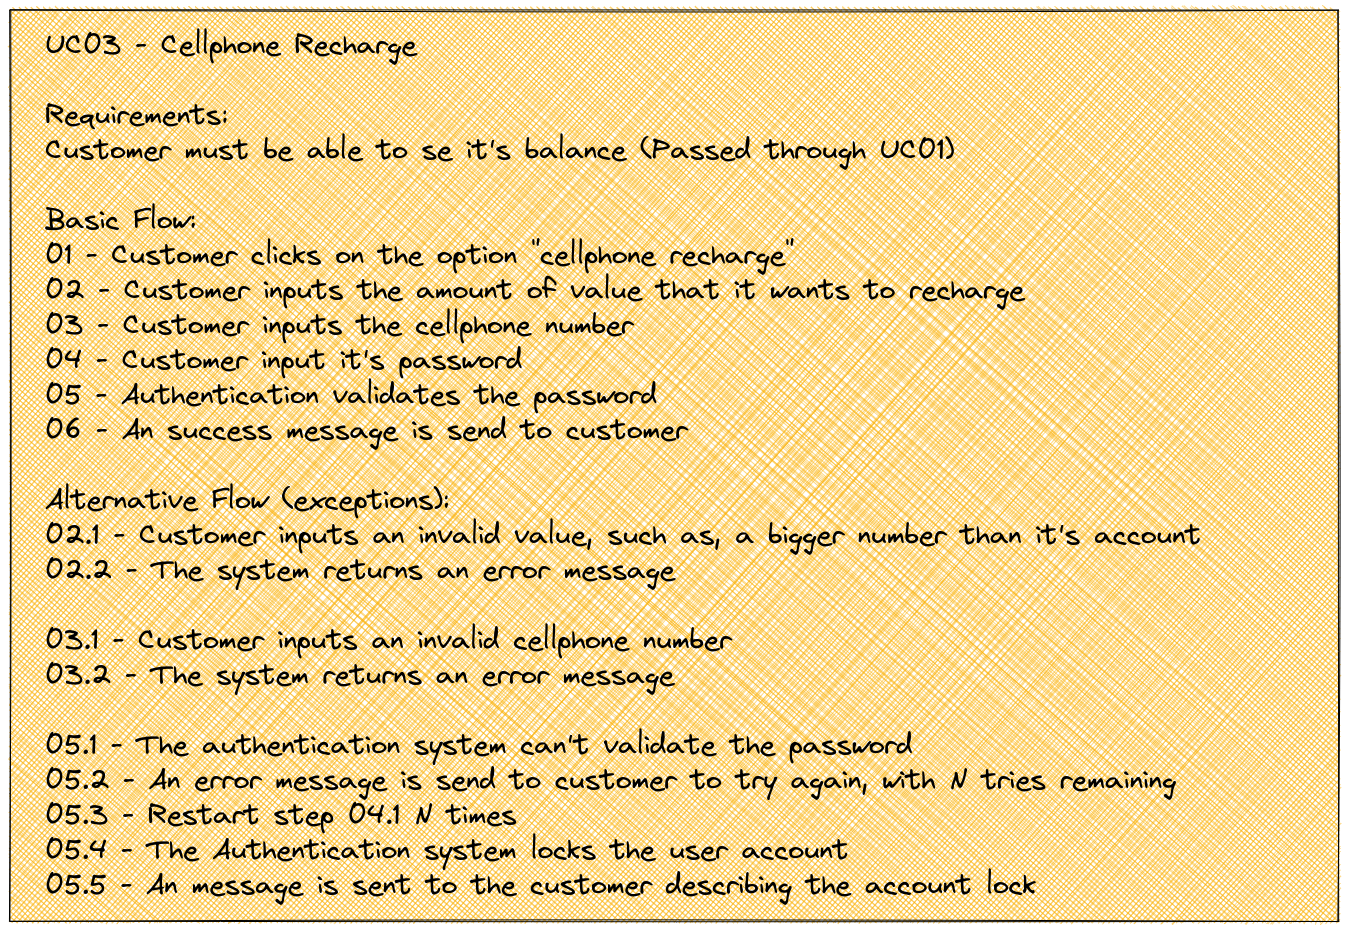 UC03 - Cellphone Recharge
Requirements:
Customer must be able to se it's balance (Passed through UC01)
Basic Flow:
01 - Customer clicks on the option "cellphone recharge"
02 - Customer inputs the amount of value that it wants to recharge
03 - Customer inputs the cellphone number
04 - Customer input it's password
05 - Authentication validates the password
06 - An success message is send to customer
Alternative Flow (exceptions):
02.1 - Customer inputs an invalid value, such as, a bigger number than it's account
02.2 - The system returns an error message
03.1 - Customer inputs an invalid cellphone number
03.2 - The system returns an error message
05.1 - The authentication system can't validate the password
05.2 - An error message is send to customer to try again, with N tries remaining
05.3 - Restart step 04.1 N times
05.4 - The Authentication system locks the user account
05.5 - An message is sent to the customer describing the account lock